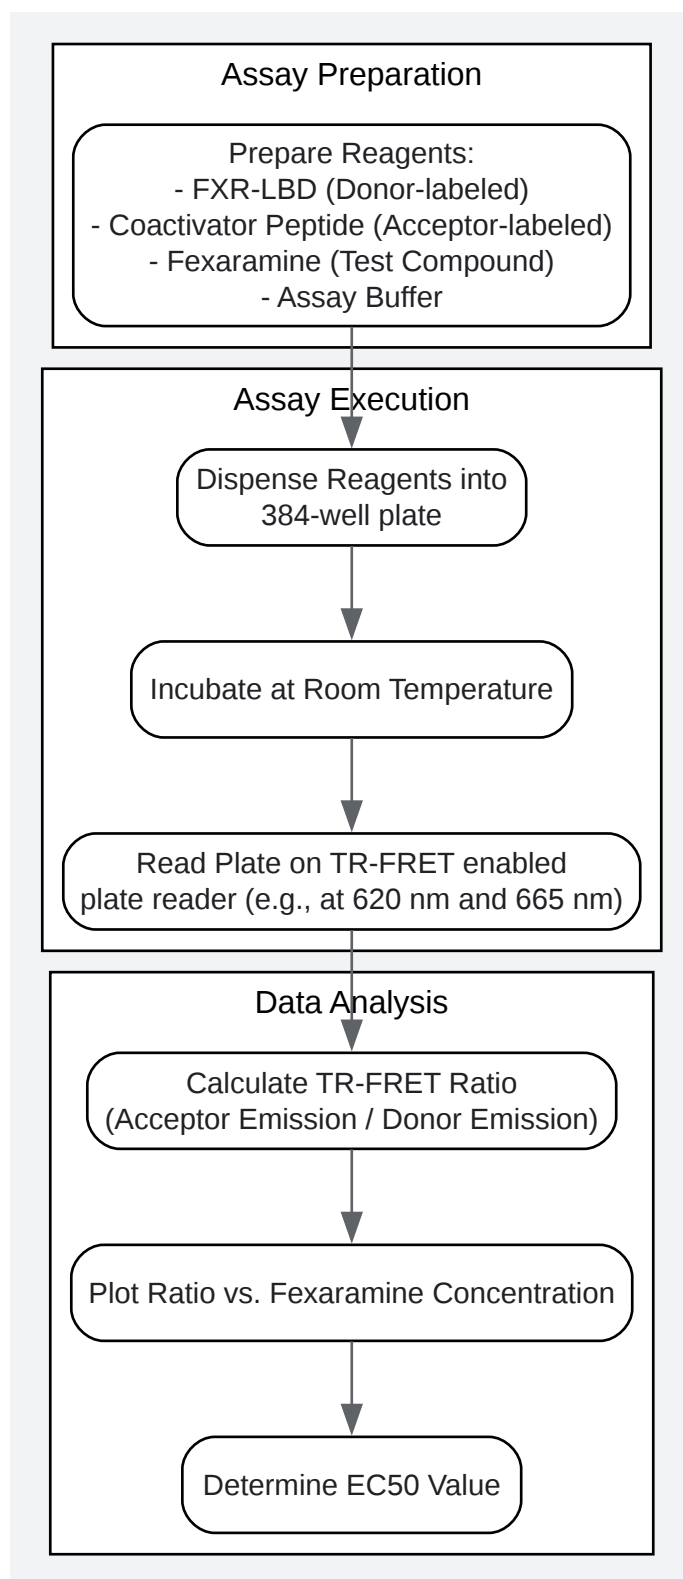 Assay Preparation
Prepare Reagents:
- FXR-LBD (Donor-labeled)
- Coactivator Peptide (Acceptor-labeled)
- Fexaramine (Test Compound)
- Assay Buffer
Assay Execution
Dispense Reagents into
384-well plate
Incubate at Room Temperature
Read Plate on TR-FRET enabled
plate reader (e.g., at 620 nm and 665 nm)
Data Analysis
Calculate TR-FRET Ratio
(Acceptor Emission / Donor Emission)
Plot Ratio vs. Fexaramine Concentration
Determine EC50 Value